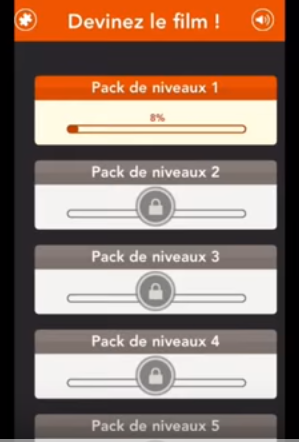 Devinez le film !
Pack de niveaux 1
8%
Pack de niveaux 2
Pack de niveaux 3
Pack de niveaux 4
Pack de niveaux 5